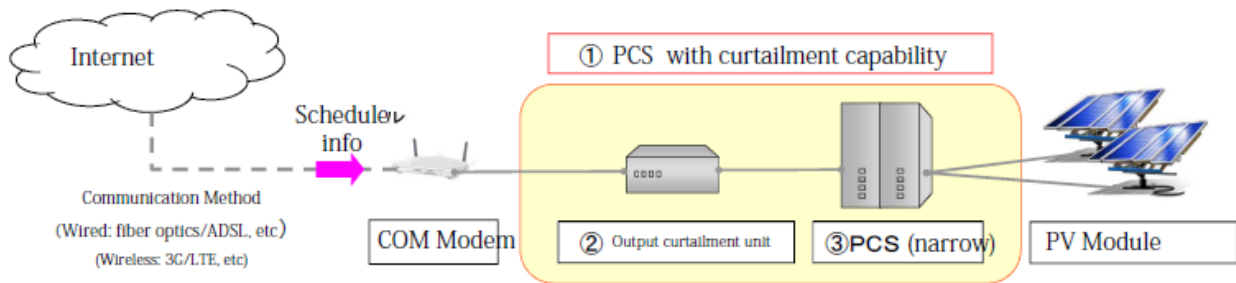 Internet
① PCS with curtailment capability
Schedule
info
Communication Method
(Wired: fiber optics/ADSL, etc)
(Wireless: 3G/LTE, etc)
COM Modem
② Output curtailment unit
③PCS (narrow)
PV Module